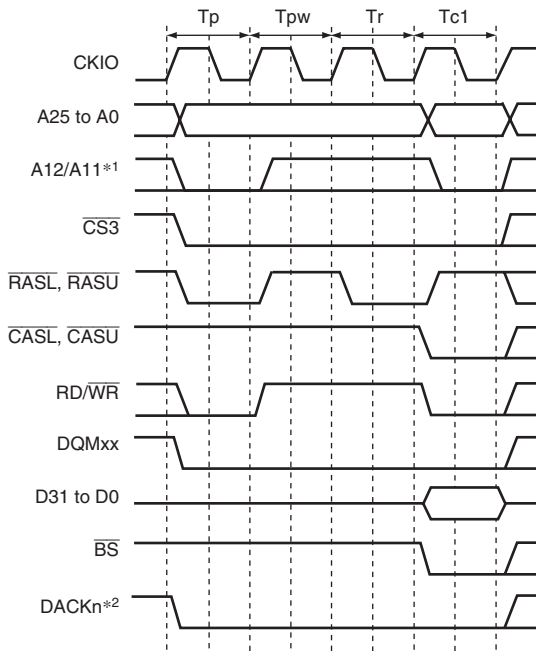 Tp Tpw Tr Tc1
CKIO
A25 to A0
A12/A11*1
CS3
RASL, RASU
CASL, CASU
RD/WR
DQMxx
D31 to D0
BS
DACKn*2